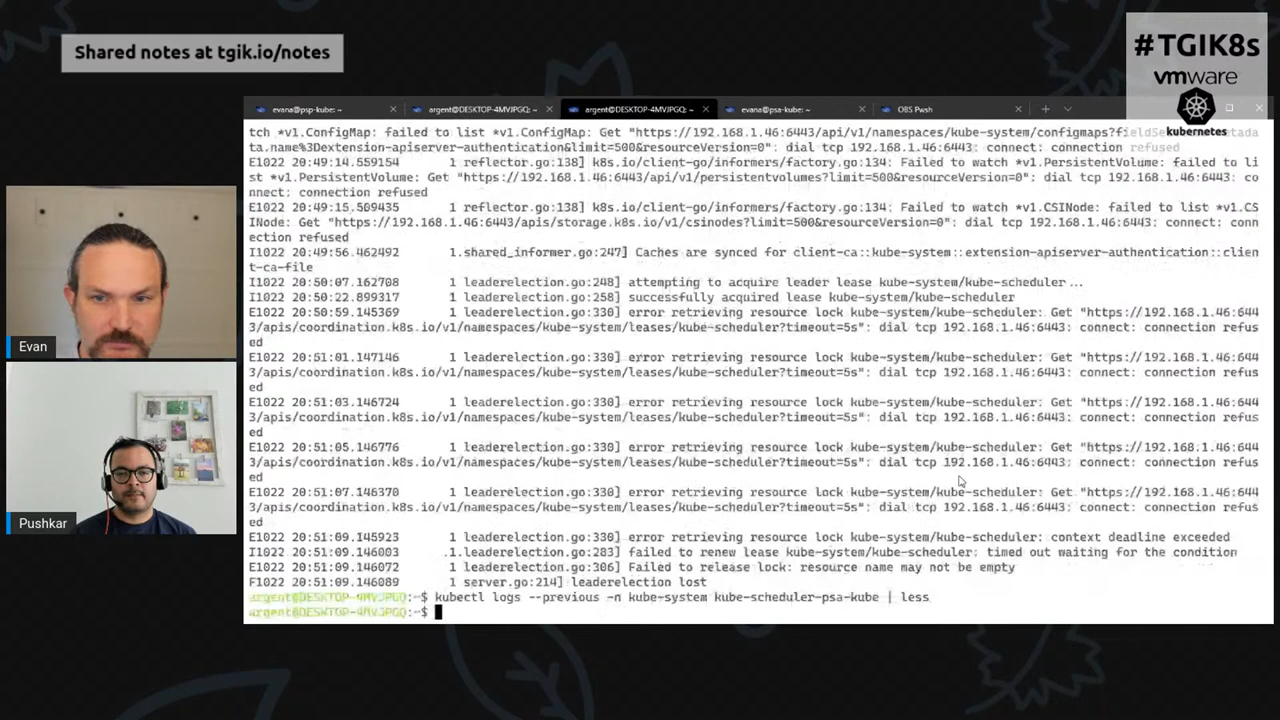 Shared notes at tgik.io/notes
#TGIK8s
vmware
kubernetes
evana@psp-kube: ~
argent@DESKTOP-4MVJPGQ: ~
argent@DESKTOP-4MVJPGQ: ~
evana@psa-kube: ~
OBS Pwsh
tch *v1.ConfigMap: failed to list *v1.ConfigMap: Get "https://192.168.1.46:6443/api/v1/namespaces/kube-system/configmaps?fieldSe
ta.name%3Dextension-apiserver-authentication&limit=500&resourceVersion=0": dial tcp 192.168.1.46:6443: connect: connection refused
E1022 20:49:14.559154 1 reflector.go:138] k8s.io/client-go/informers/factory.go:134: Failed to watch *v1.PersistentVolume: failed to li
st *v1.PersistentVolume: Get "https://192.168.1.46:6443/api/v1/persistentvolumes?limit=500&resourceVersion=0": dial tcp 192.168.1.46:6443: co
nnect: connection refused
E1022 20:49:15.509435 1 reflector.go:138] k8s.io/client-go/informers/factory.go:134: Failed to watch *v1.CSINode: failed to list *v1.CS
INode: Get "https://192.168.1.46:6443/apis/storage.k8s.io/v1/csinodes?limit=500&resourceVersion=0": dial tcp 192.168.1.46:6443: connect: conn
ection refused
I1022 20:49:56.462492 1 shared_informer.go:247] Caches are synced for client-ca::kube-system::extension-apiserver-authentication::clien
t-ca-file
I1022 20:50:07.162708 1 leaderelection.go:248] attempting to acquire leader lease kube-system/kube-scheduler...
I1022 20:50:22.899317 1 leaderelection.go:258] successfully acquired lease kube-system/kube-scheduler
E1022 20:50:59.145369 1 leaderelection.go:330] error retrieving resource lock kube-system/kube-scheduler: Get "https://192.168.1.46:644
3/apis/coordination.k8s.io/v1/namespaces/kube-system/leases/kube-scheduler?timeout=5s": dial tcp 192.168.1.46:6443: connect: connection refus
ed
E1022 20:51:01.147146 1 leaderelection.go:330] error retrieving resource lock kube-system/kube-scheduler: Get "https://192.168.1.46:644
3/apis/coordination.k8s.io/v1/namespaces/kube-system/leases/kube-scheduler?timeout=5s": dial tcp 192.168.1.46:6443: connect: connection refus
ed
E1022 20:51:03.146724 1 leaderelection.go:330] error retrieving resource lock kube-system/kube-scheduler: Get "https://192.168.1.46:644
3/apis/coordination.k8s.io/v1/namespaces/kube-system/leases/kube-scheduler?timeout=5s": dial tcp 192.168.1.46:6443: connect: connection refus
ed
E1022 20:51:05.146776 1 leaderelection.go:330] error retrieving resource lock kube-system/kube-scheduler: Get "https://192.168.1.46:644
3/apis/coordination.k8s.io/v1/namespaces/kube-system/leases/kube-scheduler?timeout=5s": dial tcp 192.168.1.46:6443: connect: connection refus
ed
E1022 20:51:07.146370 1 leaderelection.go:330] error retrieving resource lock kube-system/kube-scheduler: Get "https://192.168.1.46:644
3/apis/coordination.k8s.io/v1/namespaces/kube-system/leases/kube-scheduler?timeout=5s": dial tcp 192.168.1.46:6443: connect: connection refus
ed
E1022 20:51:09.145923 1 leaderelection.go:330] error retrieving resource lock kube-system/kube-scheduler: context deadline exceeded
I1022 20:51:09.146003 1 leaderelection.go:283] failed to renew lease kube-system/kube-scheduler: timed out waiting for the condition
E1022 20:51:09.146072 1 leaderelection.go:306] Failed to release lock: resource name may not be empty
F1022 20:51:09.146089 1 server.go:214] leaderelection lost
argent@DESKTOP-4MVJPGQ:~$ kubectl logs --previous -n kube-system kube-scheduler-psa-kube | less
argent@DESKTOP-4MVJPGQ:~$
Evan
Pushkar